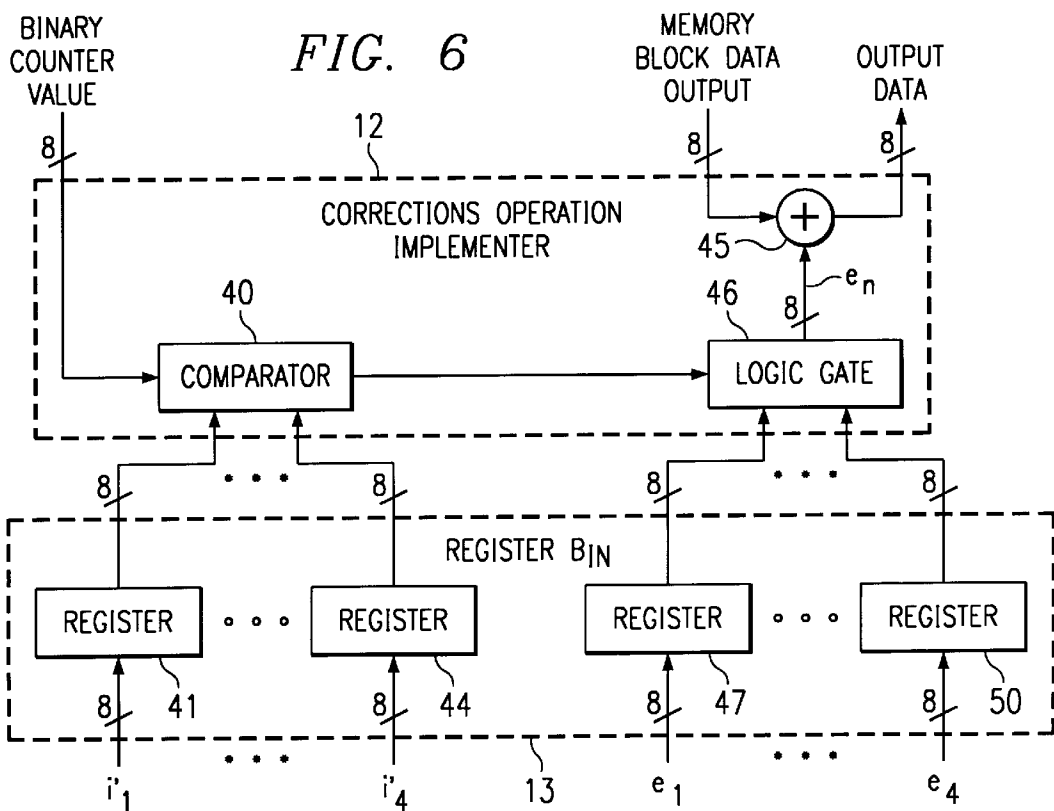 BINARY
COUNTER
VALUE
FIG. 6
MEMORY
BLOCK DATA
OUTPUT
OUTPUT
DATA
8
12
8
8
CORRECTIONS OPERATION
IMPLEMENTER
+
45
e_n
40
46
8
COMPARATOR
LOGIC GATE
8
8
8
8
REGISTER B_IN
REGISTER
REGISTER
REGISTER
REGISTER
8
41
8
44
8
47
8
50
i'_1
i'_4
13
e_1
e_4